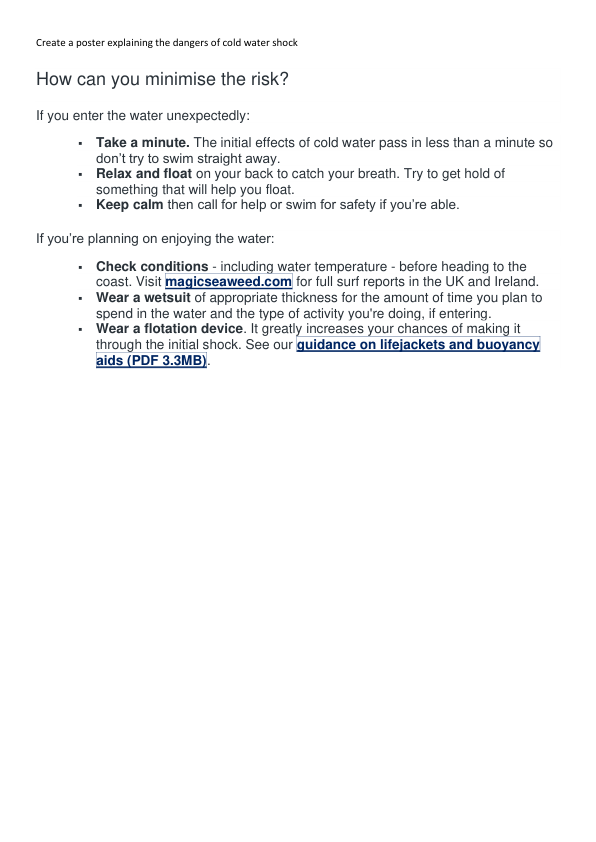 Create a poster explaining the dangers of cold water shock
How can you minimise the risk?
If you enter the water unexpectedly:
▪ Take a minute. The initial effects of cold water pass in less than a minute so
don’t try to swim straight away.
▪ Relax and float on your back to catch your breath. Try to get hold of
something that will help you float.
▪ Keep calm then call for help or swim for safety if you’re able.
If you’re planning on enjoying the water:
▪ Check conditions - including water temperature - before heading to the
coast. Visit magicseaweed.com for full surf reports in the UK and Ireland.
▪ Wear a wetsuit of appropriate thickness for the amount of time you plan to
spend in the water and the type of activity you're doing, if entering.
▪ Wear a flotation device. It greatly increases your chances of making it
through the initial shock. See our guidance on lifejackets and buoyancy
aids (PDF 3.3MB).